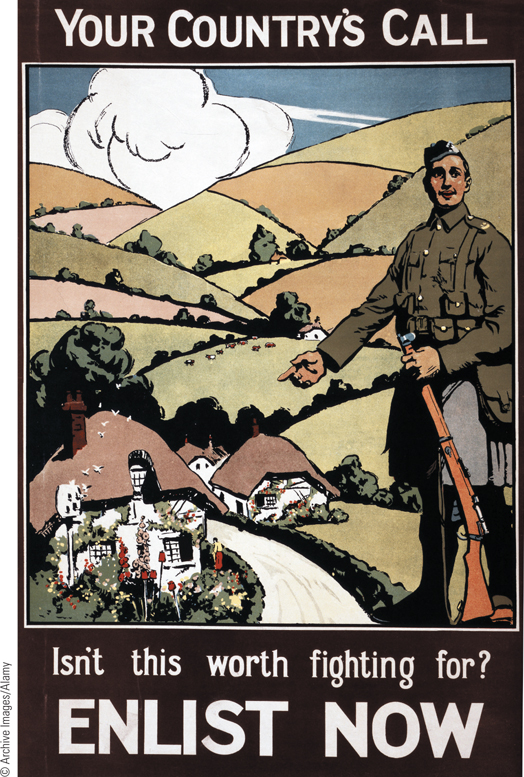 YOUR COUNTRY'S CALL
Isn't this worth fighting for?
ENLIST NOW
© Archive Images/Alamy